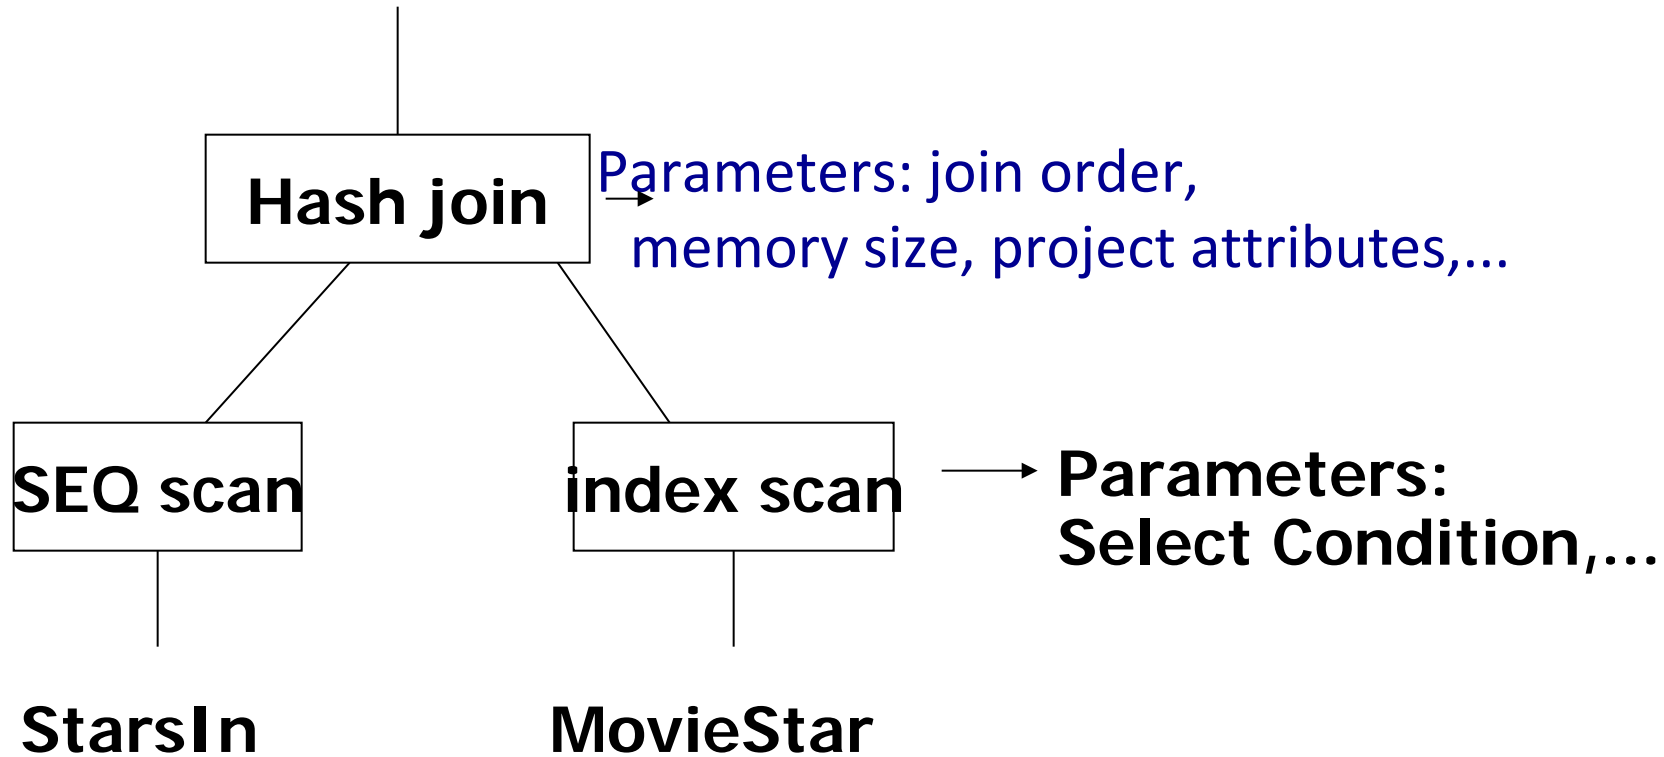 Hash join
Parameters: join order,
memory size, project attributes,...
SEQ scan
index scan
Parameters:
Select Condition,...
StarsIn
MovieStar